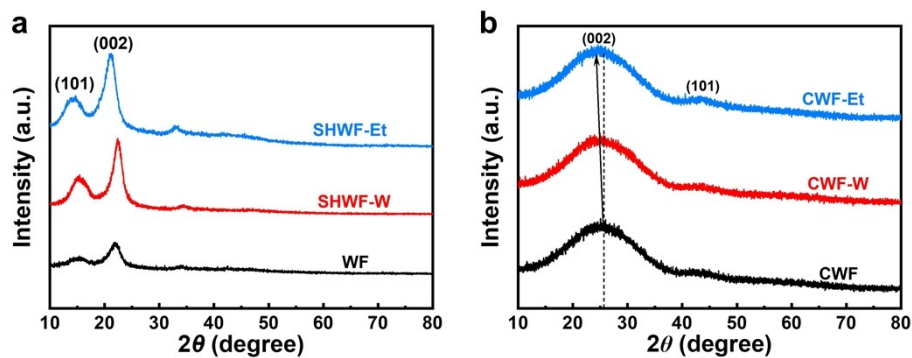 a
(002)
(101)
SHWF-Et
SHWF-W
WF
Intensity (a.u.)
10 20 30 40 50 60 70 80
2θ (degree)
b
(002)
(101)
CWF-Et
CWF-W
CWF
Intensity (a.u.)
10 20 30 40 50 60 70 80
2θ (degree)